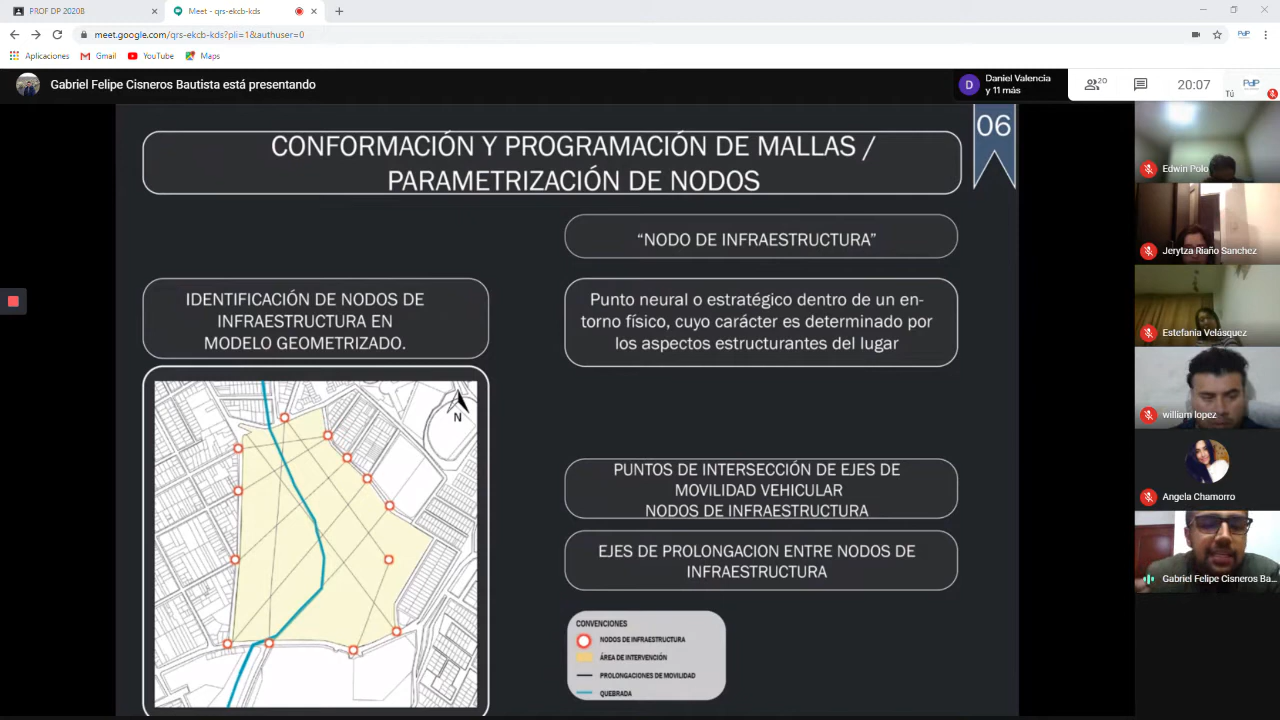 PROF DP 2020B
Meet - qrs-ekcb-kds
meet.google.com/qrs-ekcb-kds?pli=1&authuser=0
Aplicaciones
Gmail
YouTube
Maps
Gabriel Felipe Cisneros Bautista está presentando
D
Daniel Valencia
y 11 más
20
20:07
Tú
PdP
CONFORMACIÓN Y PROGRAMACIÓN DE MALLAS /
PARAMETRIZACIÓN DE NODOS
06
“NODO DE INFRAESTRUCTURA”
IDENTIFICACIÓN DE NODOS DE
INFRAESTRUCTURA EN
MODELO GEOMETRIZADO.
Punto neural o estratégico dentro de un en-
torno físico, cuyo carácter es determinado por
los aspectos estructurantes del lugar
N
PUNTOS DE INTERSECCIÓN DE EJES DE
MOVILIDAD VEHICULAR
NODOS DE INFRAESTRUCTURA
EJES DE PROLONGACION ENTRE NODOS DE
INFRAESTRUCTURA
CONVENCIONES
NODOS DE INFRAESTRUCTURA
ÁREA DE INTERVENCIÓN
PROLONGACIONES DE MOVILIDAD
QUEBRADA
Edwin Polo
Jerytza Riaño Sanchez
Estefania Velásquez
william lopez
Angela Chamorro
Gabriel Felipe Cisneros Ba...